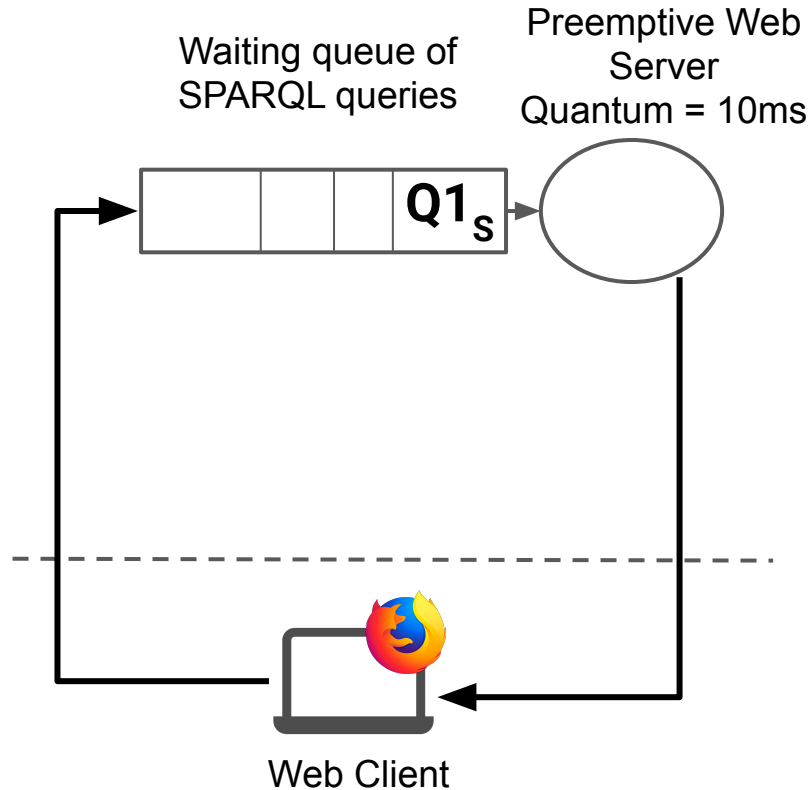 Waiting queue of
SPARQL queries
Preemptive Web
Server
Quantum = 10ms
Q1s
Web Client